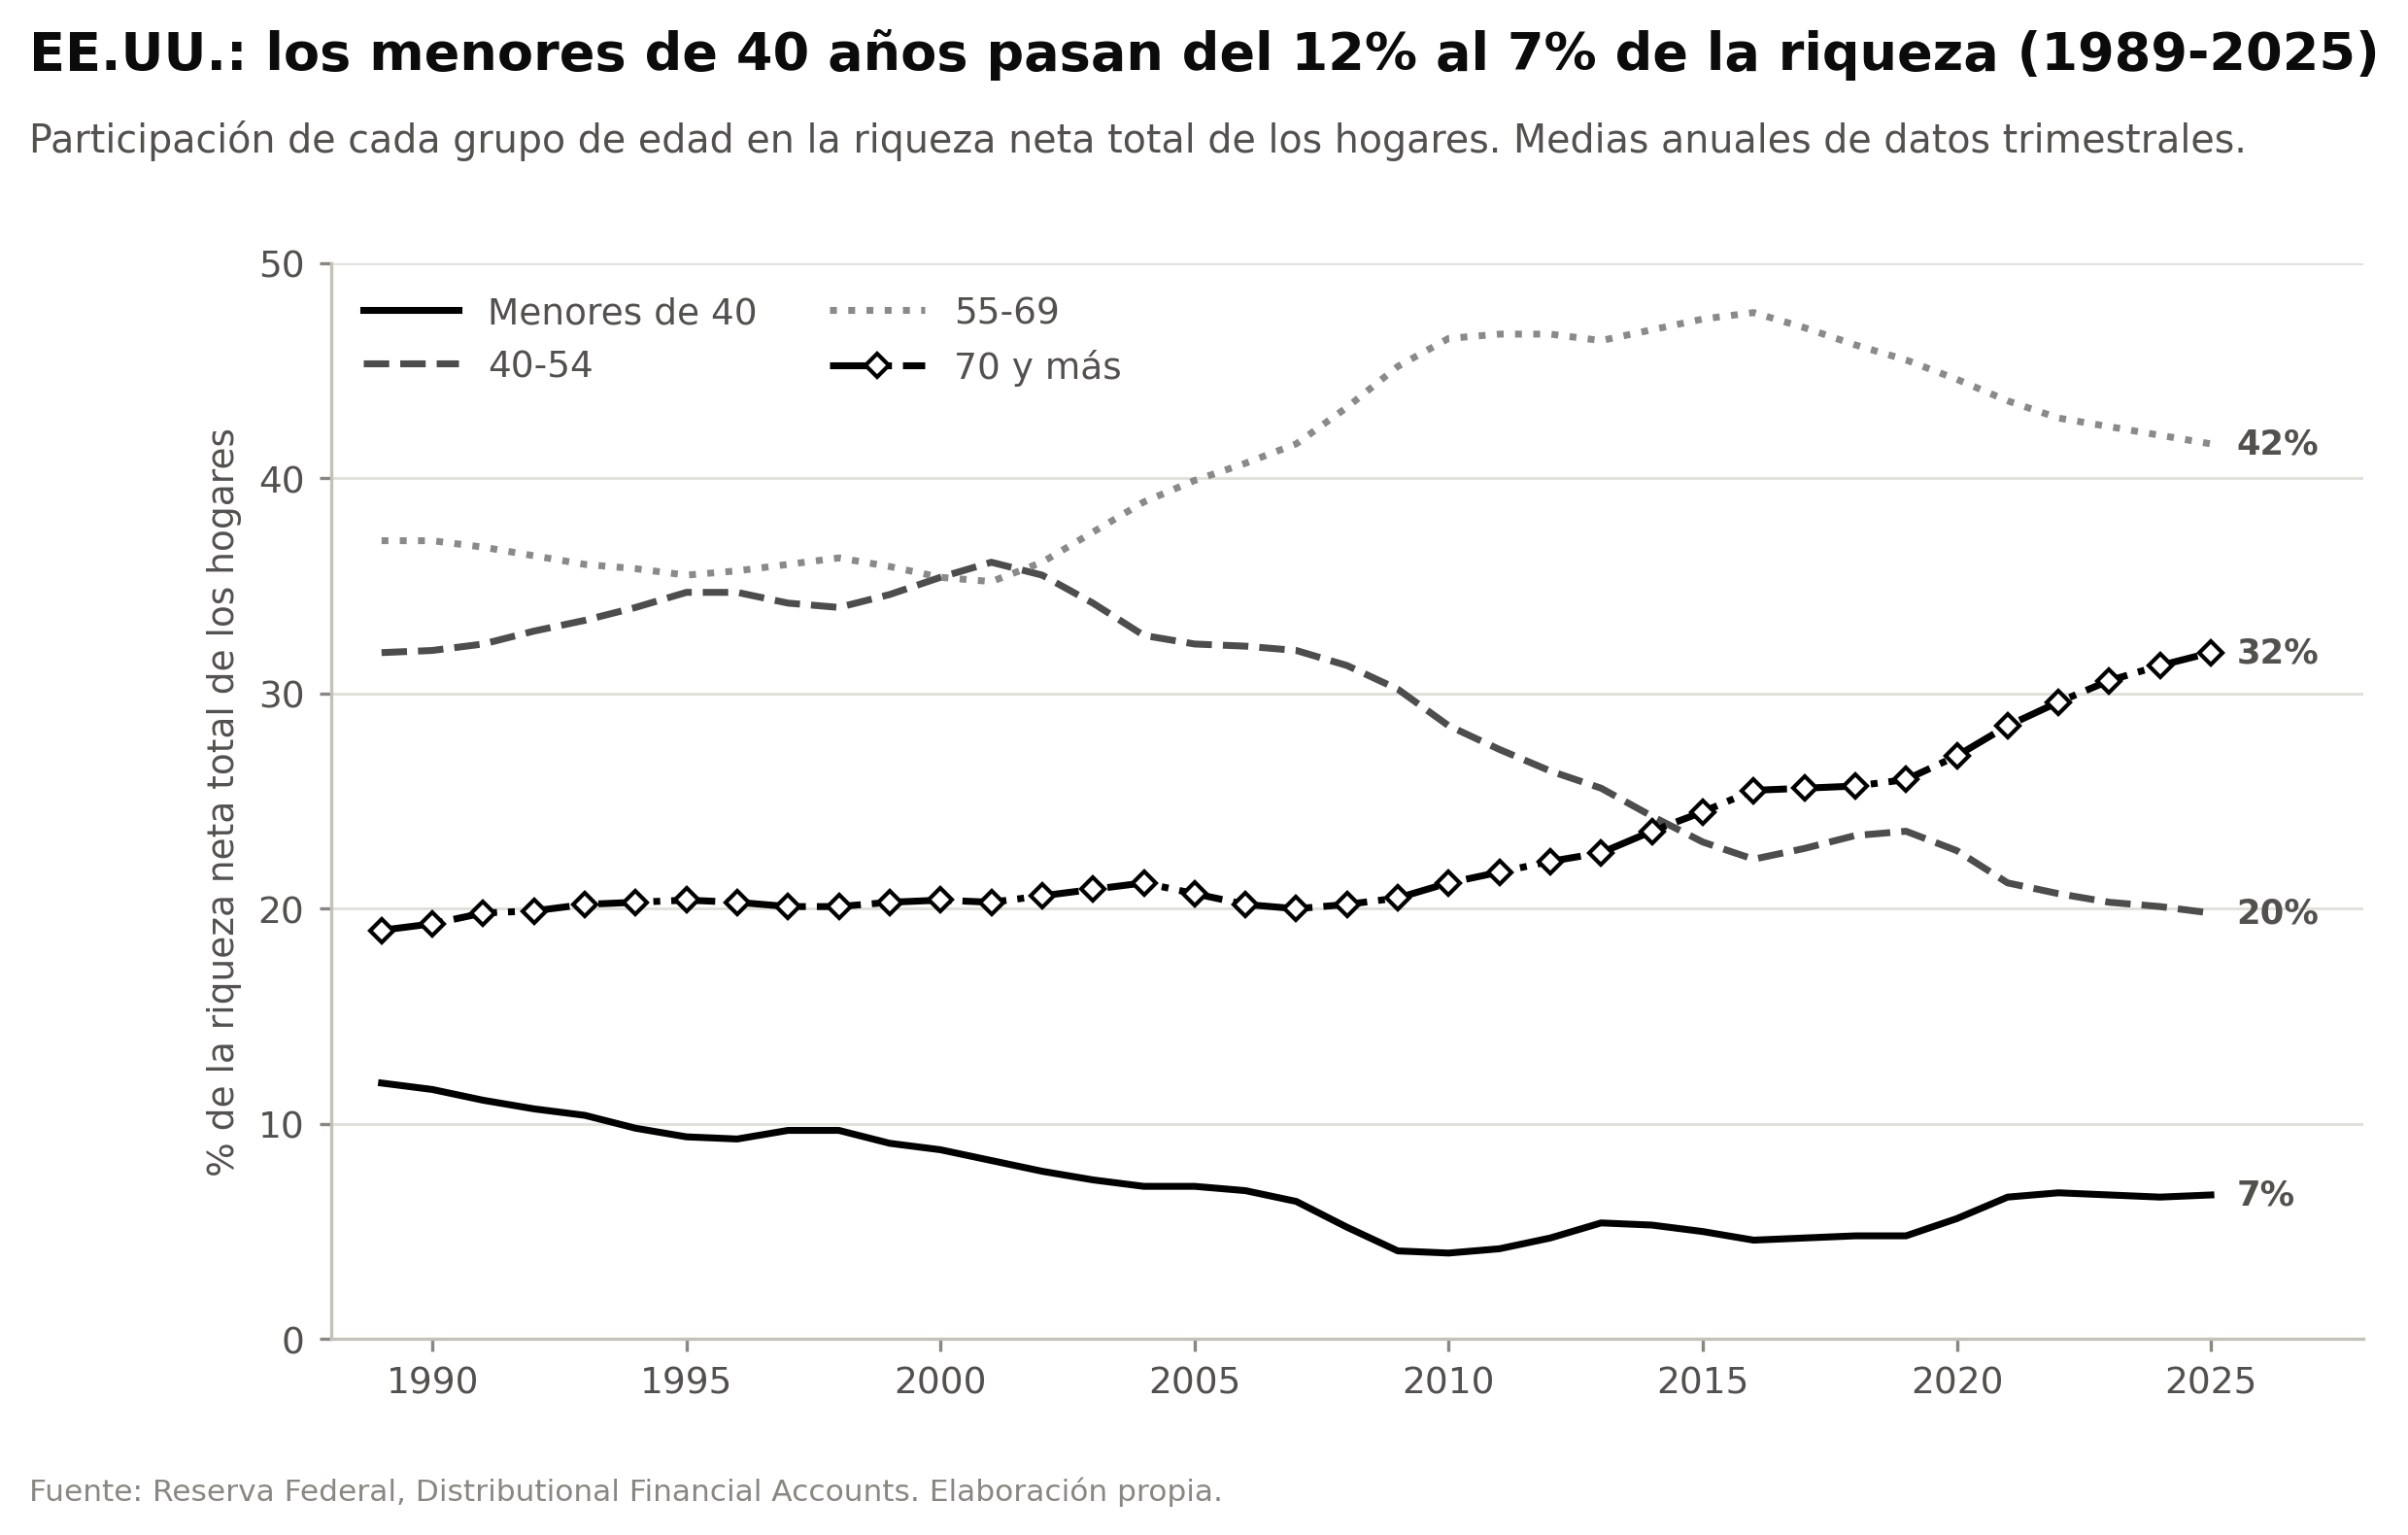 EE.UU.: los menores de 40 años pasan del 12% al 7% de la riqueza (1989-2025)
Participación de cada grupo de edad en la riqueza neta total de los hogares. Medias anuales de datos trimestrales.
% de la riqueza neta total de los hogares
50
40
30
20
10
0
Menores de 40
40-54
55-69
70 y más
42%
32%
20%
7%
1990 1995 2000 2005 2010 2015 2020 2025
Fuente: Reserva Federal, Distributional Financial Accounts. Elaboración propia.